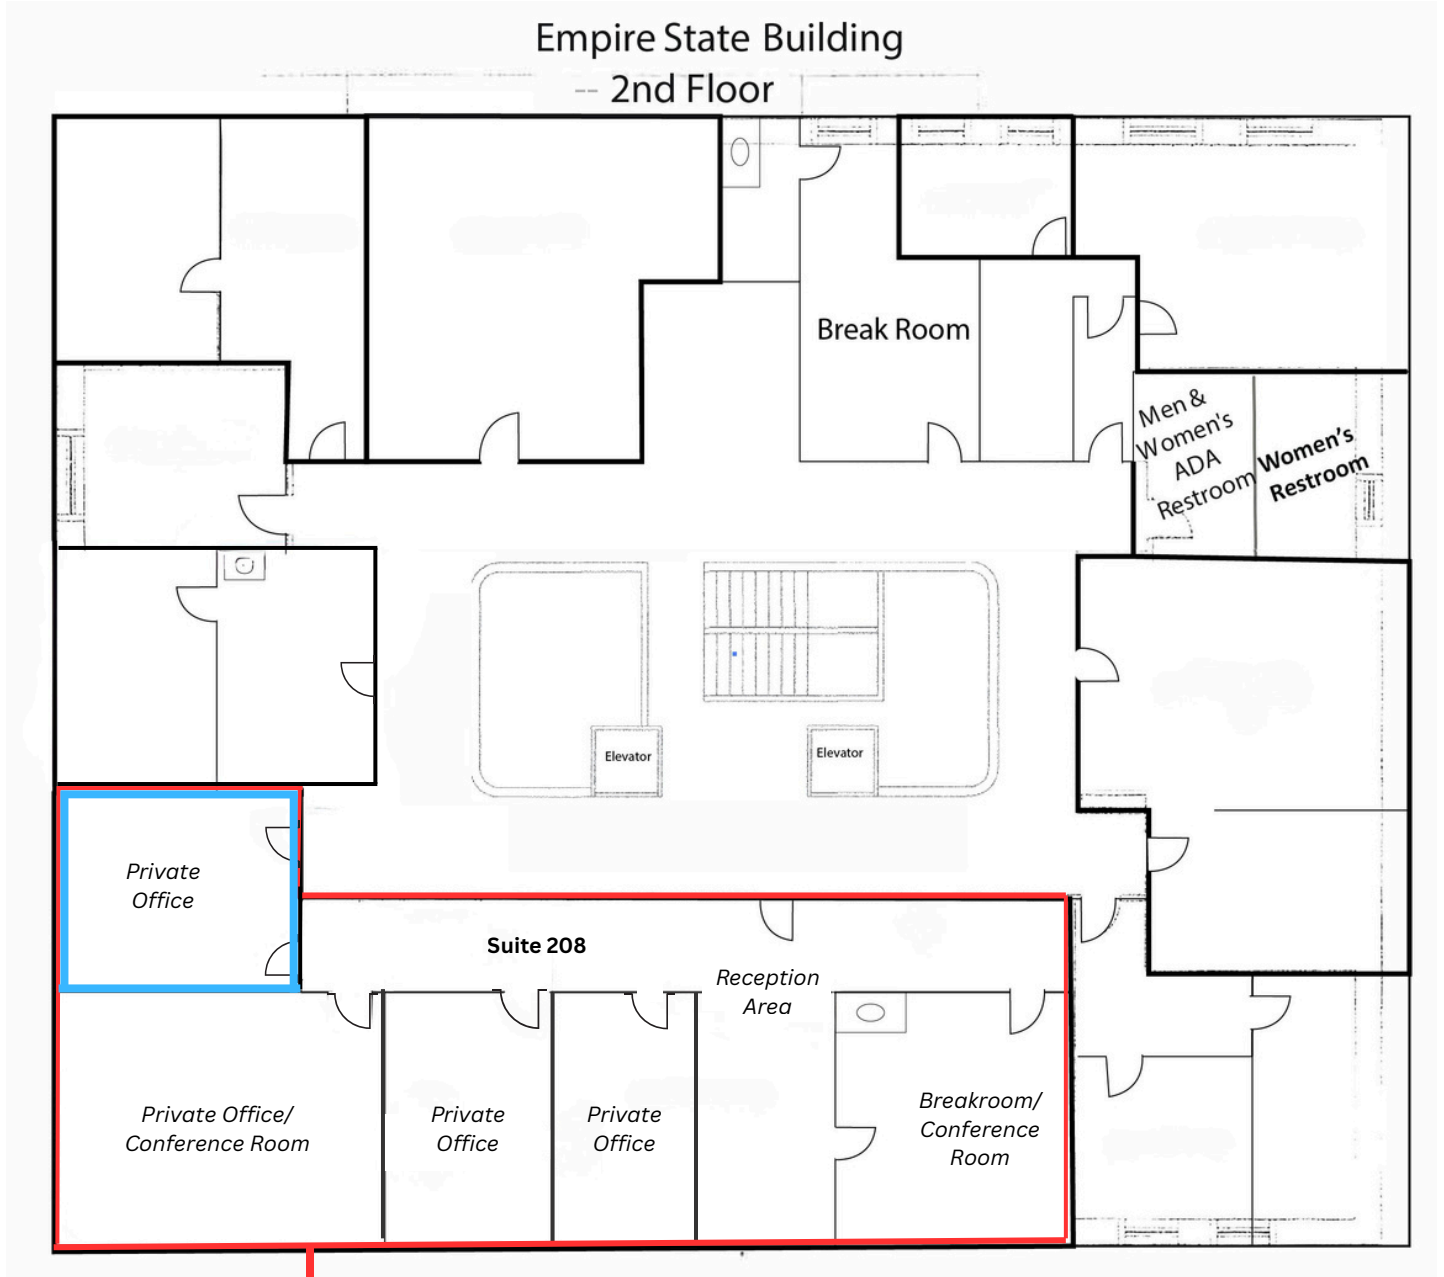 Empire State Building
-- 2nd Floor
Break Room
Men &
Women's
ADA
Restroom
Women's
Restroom
Elevator
Elevator
Private
Office
Suite 208
Reception
Area
Private Office/
Conference Room
Private
Office
Private
Office
Breakroom/
Conference
Room